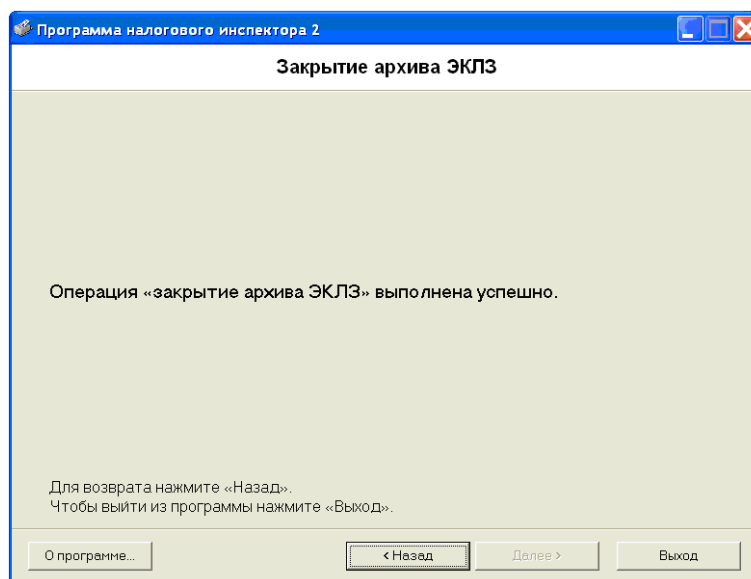 Программа налогового инспектора 2
Закрытие архива ЭКЛЗ
Операция «закрытие архива ЭКЛЗ» выполнена успешно.
Для возврата нажмите «Назад».
Чтобы выйти из программы нажмите «Выход».
О программе... < Назад Далее > Выход